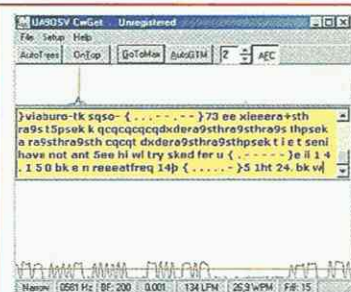 UA9OSV CwGet Unregistered
File Setup Help
AutoTres OnTop GoToMax AutoGTM 2 AFC
}viaburo-tk sqso- { . . . - - . - - }73 ee xieeera+sth
ra9s t5psek k qcqcqcqcqdxdera9sthra9sthra9s thpsek
a ra9sthra9sth cqcqt dxdera9sthra9sthpsek t i e t seni
have not ant 5ee hi wl try sked fer u { . - - - - - }e ii 1 4
. 1 5 0 bk e n reeeatfreq 14þ { . . . . . - }5 1ht 24. bk w
Narrow 0581 Hz BF: 200 0.001 134 LPM 26,9 WPM Fdf: 15